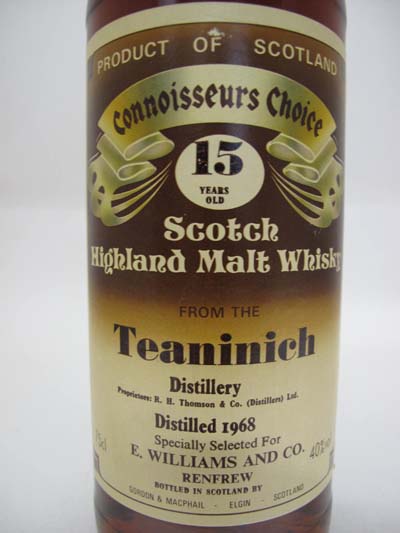 PRODUCT OF SCOTLAND
Connoisseurs Choice
15
YEARS
OLD
Scotch
Highland Malt Whisky
FROM THE
Teaninich
Distillery
Proprietors: R. H. Thomson & Co. (Distillers) Ltd.
Distilled 1968
Specially Selected For
E. WILLIAMS AND CO.
RENFREW
BOTTLED IN SCOTLAND BY
GORDON & MACPHAIL - ELGIN - SCOTLAND